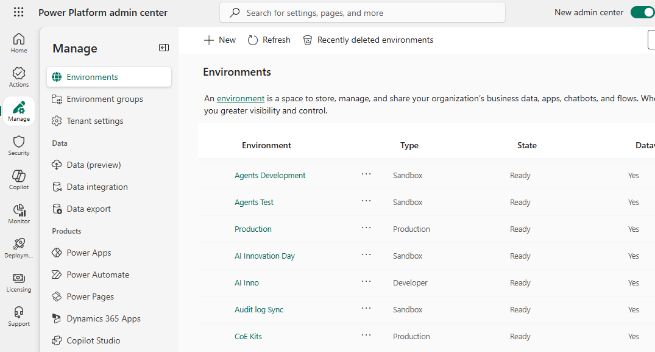 Power Platform admin center
Search for settings, pages, and more
New admin center
Home
Actions
Manage
Security
Copilot
Monitor
Deploym...
Licensing
Support
Manage
Environments
Environment groups
Tenant settings
Data
Data (preview)
Data integration
Data export
Products
Power Apps
Power Automate
Power Pages
Dynamics 365 Apps
Copilot Studio
New Refresh Recently deleted environments
Environments
An environment is a space to store, manage, and share your organization's business data, apps, chatbots, and flows. Whe
you greater visibility and control.
Environment Type State Datav
Agents Development ... Sandbox Ready Yes
Agents Test ... Sandbox Ready Yes
Production ... Production Ready Yes
AI Innovation Day ... Sandbox Ready Yes
AI Inno ... Developer Ready Yes
Audit log Sync ... Sandbox Ready Yes
CoE Kits ... Production Ready Yes